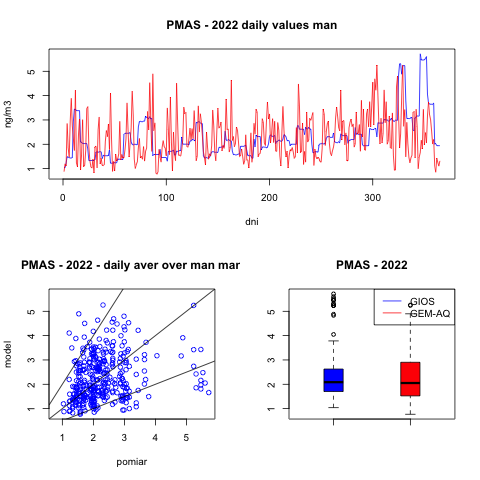 PMAS - 2022 daily values man
ng/m3
1 2 3 4 5
0 100 200 300
dni
PMAS - 2022 - daily aver over man mar
model
1 2 3 4 5
1 2 3 4 5
pomiar
PMAS - 2022
1 2 3 4 5
GIOS
GEM-AQ